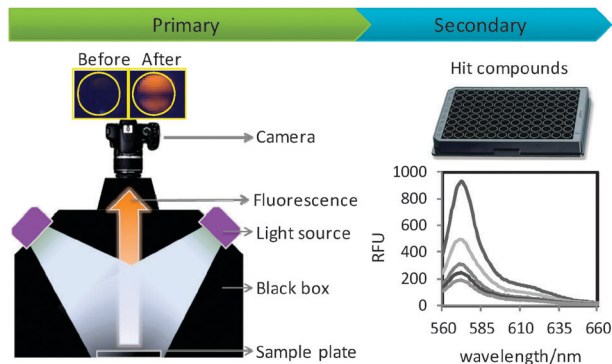 Primary
Secondary
Before After
Hit compounds
Camera
Fluorescence
Light source
Black box
Sample plate
1000
800
600
400
200
0
RFU
560 585 610 635 660
wavelength/nm